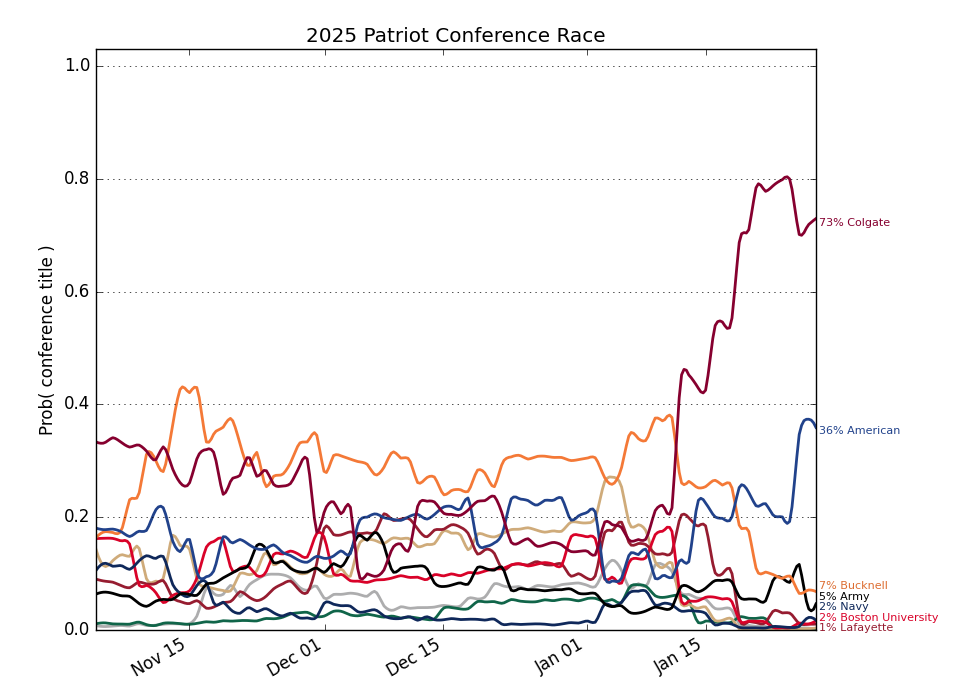 2025 Patriot Conference Race
Prob( conference title )
1.0
0.8
0.6
0.4
0.2
0.0
73% Colgate
36% American
7% Bucknell
5% Army
2% Navy
2% Boston University
1% Lafayette
Nov 15
Dec 01
Dec 15
Jan 01
Jan 15